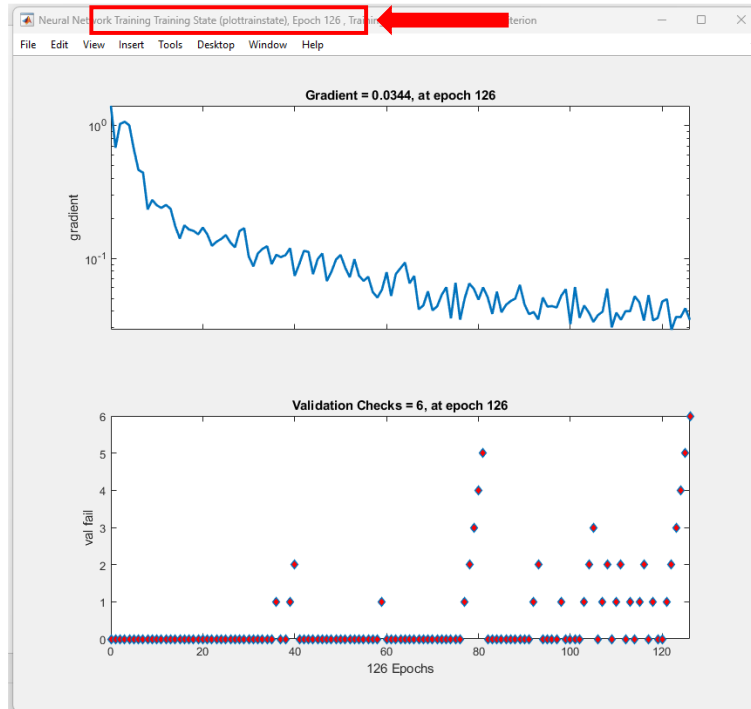 Neural Network Training Training State (plottrainstate), Epoch 126 , Trainin terion
File Edit View Insert Tools Desktop Window Help
Gradient = 0.0344, at epoch 126
10^0
gradient
10^-1
Validation Checks = 6, at epoch 126
6
5
4
val fail
3
2
1
0
0 20 40 60 80 100 120
126 Epochs